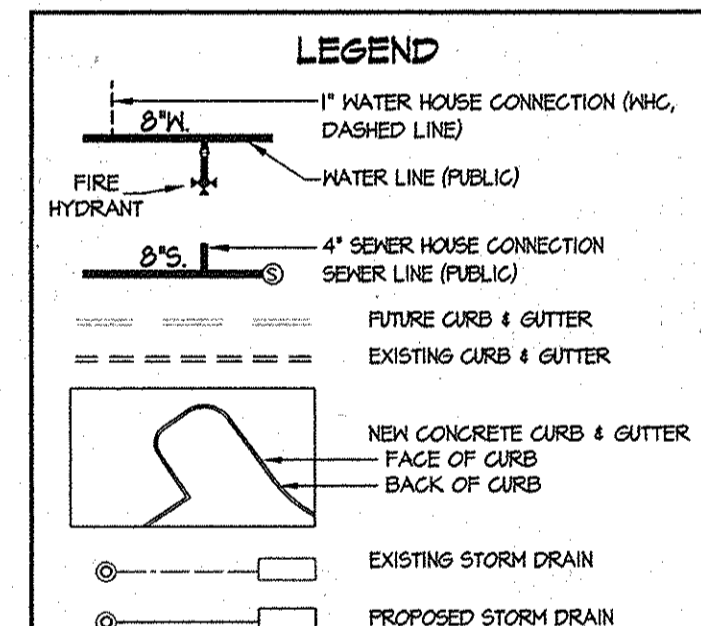 LEGEND
1" WATER HOUSE CONNECTION (WHC,
DASHED LINE)
8"W.
WATER LINE (PUBLIC)
FIRE
HYDRANT
8"S.
4" SEWER HOUSE CONNECTION
SEWER LINE (PUBLIC)
S
FUTURE CURB & GUTTER
EXISTING CURB & GUTTER
NEW CONCRETE CURB & GUTTER
FACE OF CURB
BACK OF CURB
EXISTING STORM DRAIN
PROPOSED STORM DRAIN